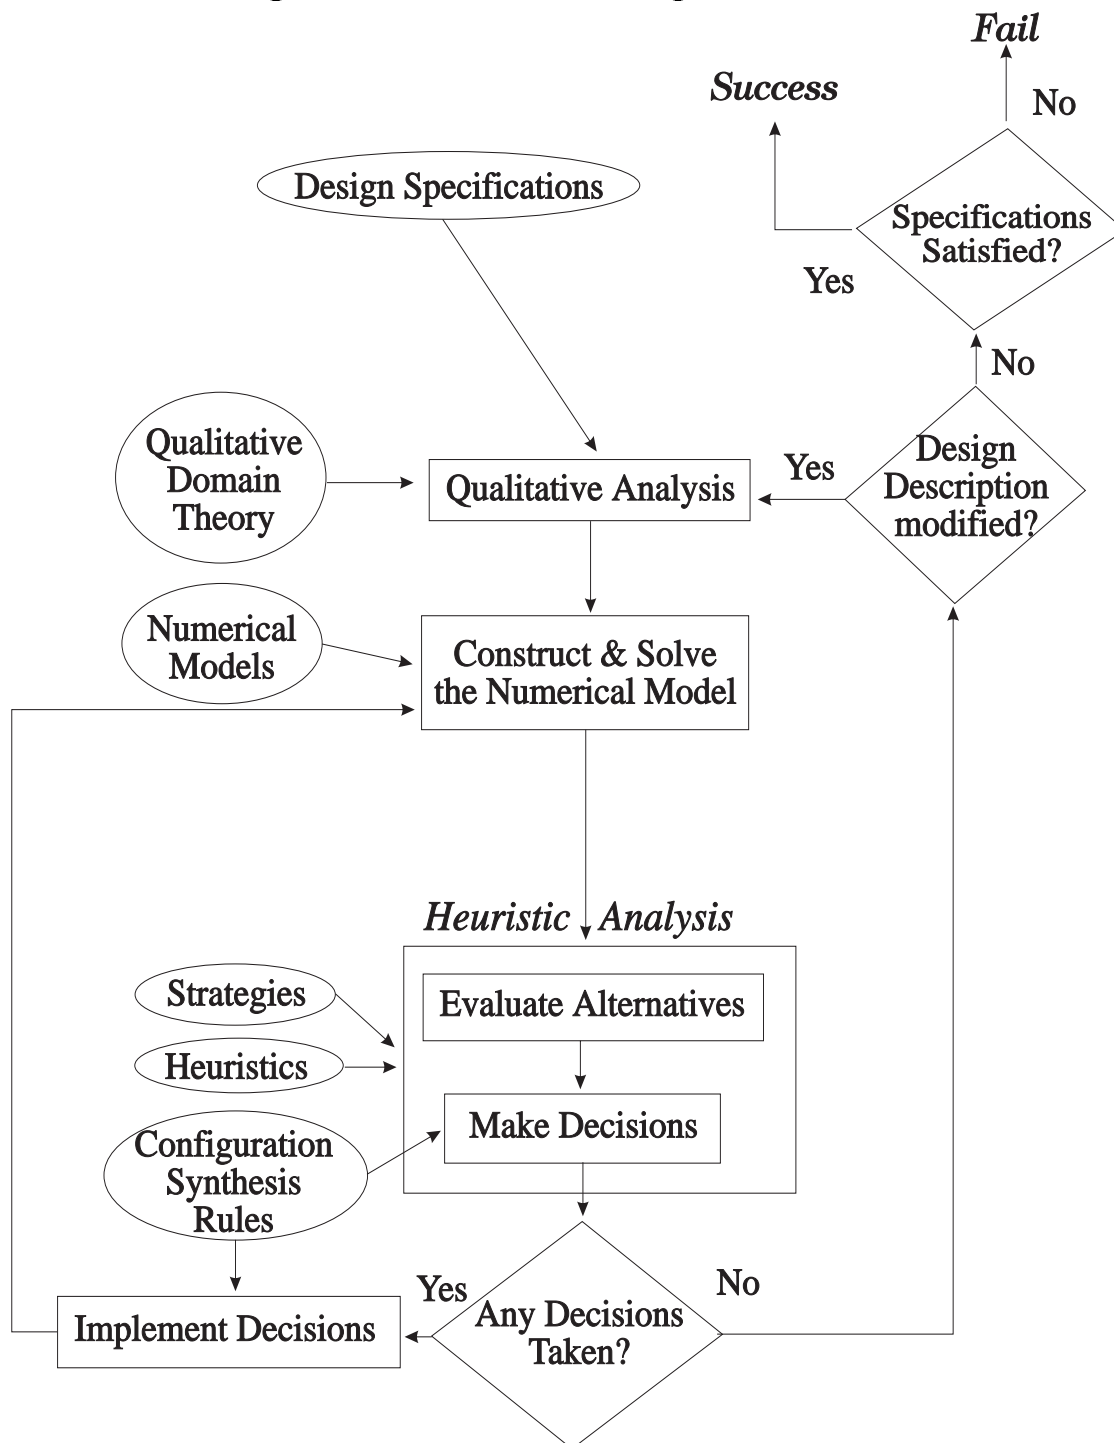 Fail
Success
No
Design Specifications
Specifications
Satisfied?
Yes
No
Qualitative
Domain
Theory
Qualitative Analysis
Yes
Design
Description
modified?
Numerical
Models
Construct & Solve
the Numerical Model
Heuristic Analysis
Strategies
Evaluate Alternatives
Heuristics
Make Decisions
Configuration
Synthesis
Rules
Yes
No
Implement Decisions
Any Decisions
Taken?